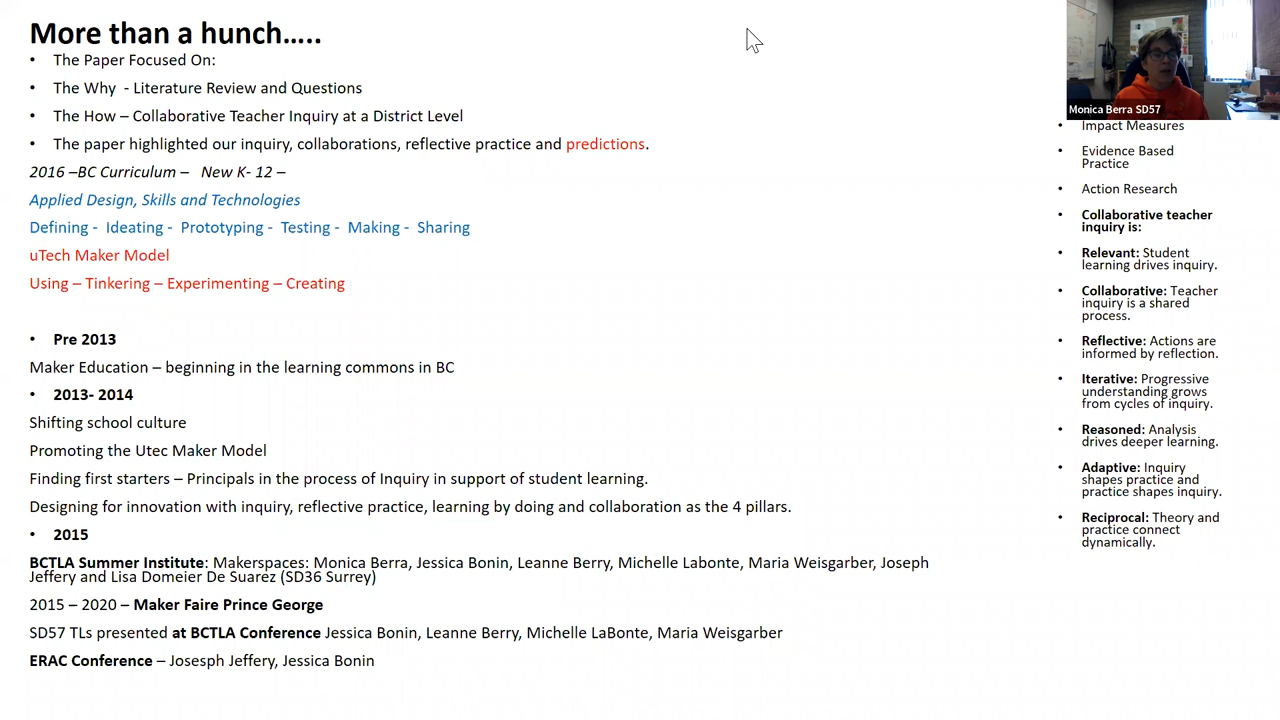 More than a hunch.....
• The Paper Focused On:
• The Why - Literature Review and Questions
• The How – Collaborative Teacher Inquiry at a District Level
• The paper highlighted our inquiry, collaborations, reflective practice and predictions.
2016 –BC Curriculum – New K- 12 –
Applied Design, Skills and Technologies
Defining - Ideating - Prototyping - Testing - Making - Sharing
uTech Maker Model
Using – Tinkering – Experimenting – Creating
• Pre 2013
Maker Education – beginning in the learning commons in BC
• 2013- 2014
Shifting school culture
Promoting the Utec Maker Model
Finding first starters – Principals in the process of Inquiry in support of student learning.
Designing for innovation with inquiry, reflective practice, learning by doing and collaboration as the 4 pillars.
• 2015
BCTLA Summer Institute: Makerspaces: Monica Berra, Jessica Bonin, Leanne Berry, Michelle Labonte, Maria Weisgarber, Joseph
Jeffery and Lisa Domeier De Suarez (SD36 Surrey)
2015 – 2020 – Maker Faire Prince George
SD57 TLs presented at BCTLA Conference Jessica Bonin, Leanne Berry, Michelle LaBonte, Maria Weisgarber
ERAC Conference – Josesph Jeffery, Jessica Bonin
Monica Berra SD57
• Impact Measures
• Evidence Based
Practice
• Action Research
• Collaborative teacher
inquiry is:
• Relevant: Student
learning drives inquiry.
• Collaborative: Teacher
inquiry is a shared
process.
• Reflective: Actions are
informed by reflection.
• Iterative: Progressive
understanding grows
from cycles of inquiry.
• Reasoned: Analysis
drives deeper learning.
• Adaptive: Inquiry
shapes practice and
practice shapes inquiry.
• Reciprocal: Theory and
practice connect
dynamically.